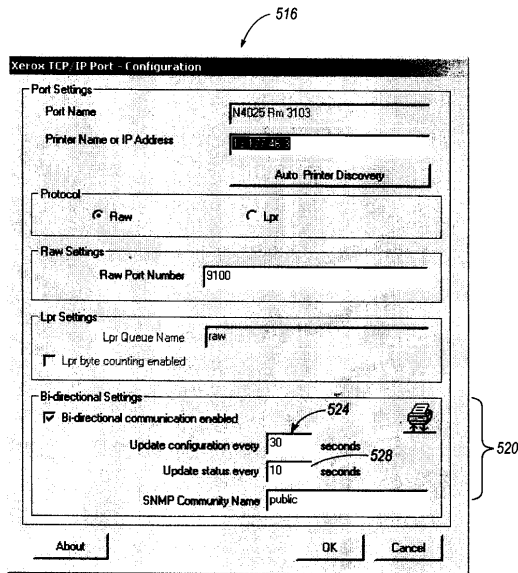 516
Xerox TCP/IP Port - Configuration
Port Settings
Port Name N4025 Rm 3103
Printer Name or IP Address
Auto Printer Discovery
Protocol
Raw Lpr
Raw Settings
Raw Port Number 9100
Lpr Settings
Lpr Queue Name raw
Lpr byte counting enabled
Bi-directional Settings
Bi-directional communication enabled 524
Update configuration every 30 seconds
528
Update status every 10 seconds
520
SNMP Community Name public
About OK Cancel